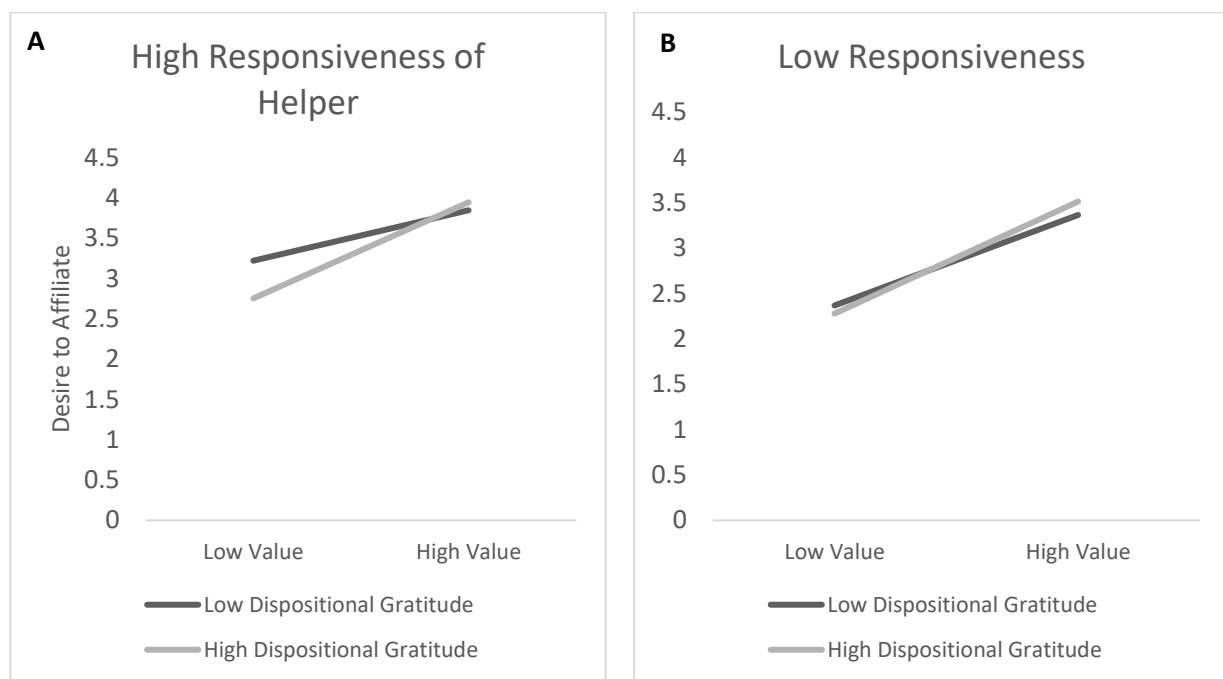 A
High Responsiveness of
Helper
Desire to Affiliate
4.5
4
3.5
3
2.5
2
1.5
1
0.5
0
Low Value
High Value
Low Dispositional Gratitude
High Dispositional Gratitude
B
Low Responsiveness
4.5
4
3.5
3
2.5
2
1.5
1
0.5
0
Low Value
High Value
Low Dispositional Gratitude
High Dispositional Gratitude